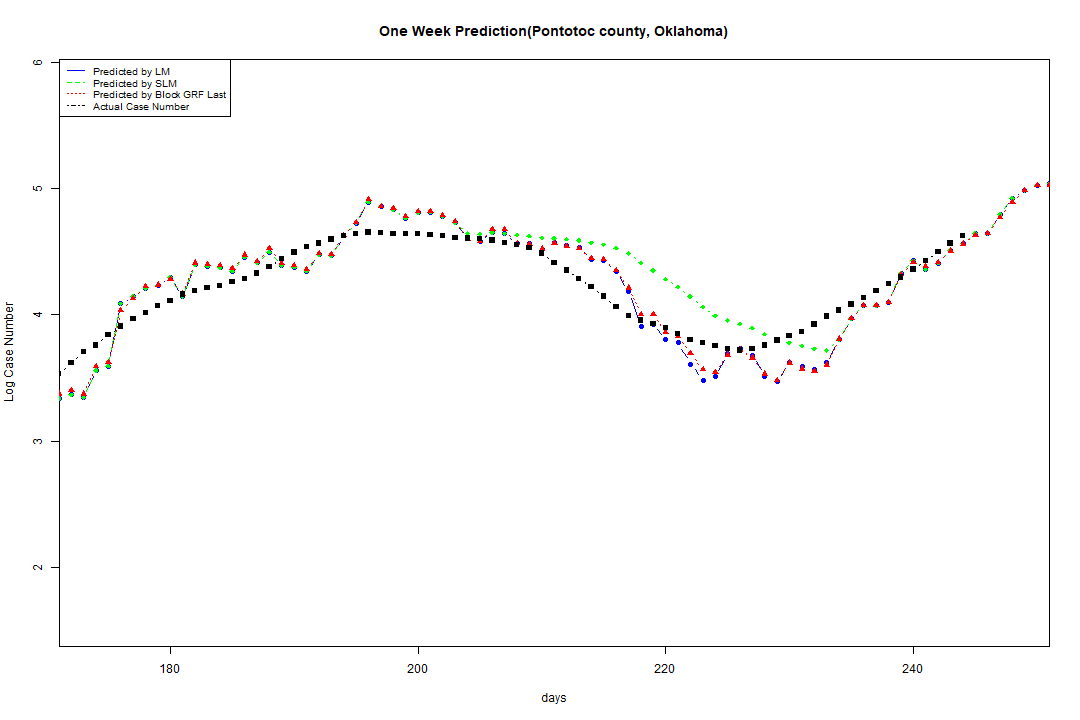 One Week Prediction(Pontotoc county, Oklahoma)
6
Predicted by LM
Predicted by SLM
Predicted by Block GRF Last
Actual Case Number
5
4
3
2
Log Case Number
180
200
220
240
days